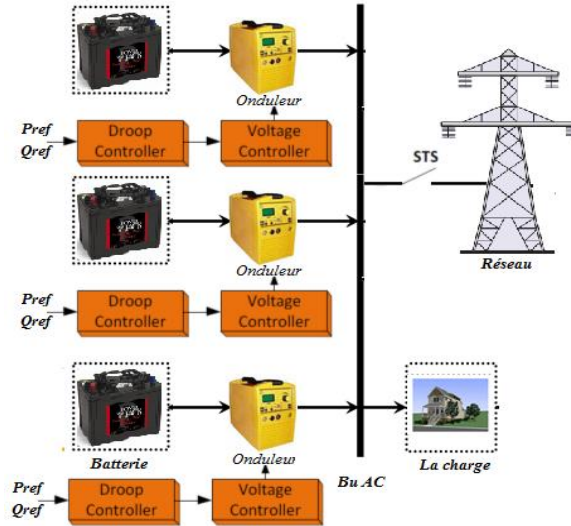 Onduleur
Pref
Qref
Droop
Controller
Voltage
Controller
STS
Réseau
Onduleur
Pref
Qref
Droop
Controller
Voltage
Controller
Batterie
Onduleur
Bu AC
La charge
Pref
Qref
Droop
Controller
Voltage
Controller